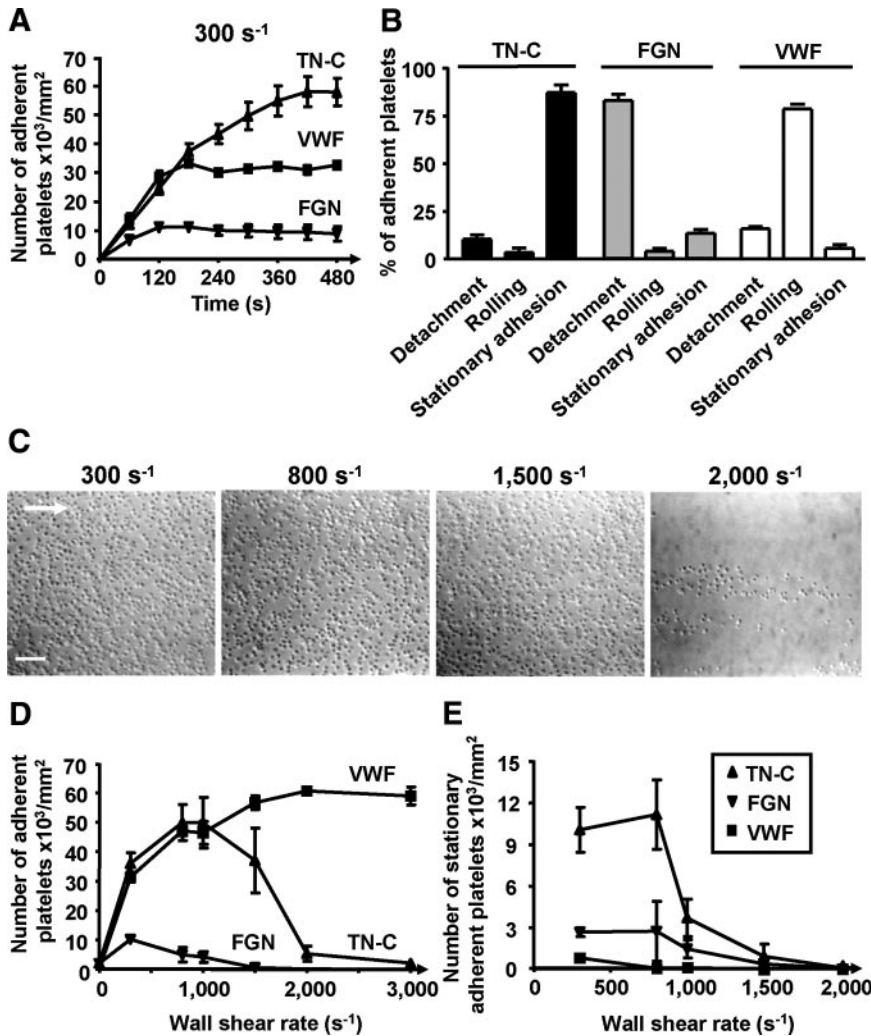 A
300 s⁻¹
Number of adherent
platelets x10³/mm²
70
60
50
40
30
20
10
0
TN-C
VWF
FGN
0 120 240 360 480
Time (s)
B
TN-C FGN VWF
% of adherent platelets
75
50
25
0
Detachment
Rolling
Stationary adhesion
Detachment
Rolling
Stationary adhesion
Detachment
Rolling
Stationary adhesion
C
300 s⁻¹ 800 s⁻¹ 1,500 s⁻¹ 2,000 s⁻¹
D
Number of adherent
platelets x10³/mm²
70
60
50
40
30
20
10
0
VWF
FGN
TN-C
0 1,000 2,000 3,000
Wall shear rate (s⁻¹)
E
Number of stationary
adherent platelets x10³/mm²
15
12
9
6
3
0
TN-C
FGN
VWF
0 500 1,000 1,500 2,000
Wall shear rate (s⁻¹)